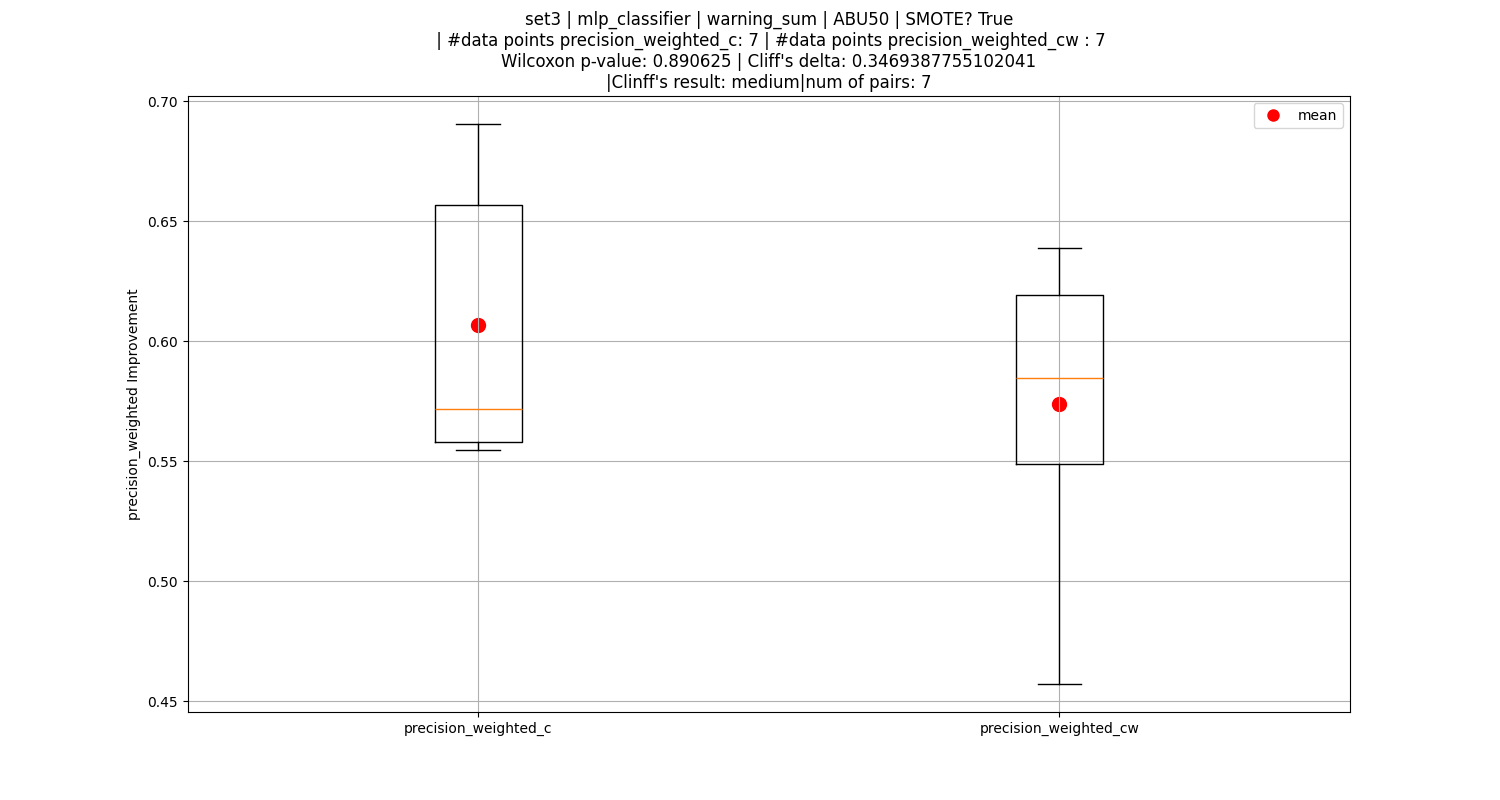 set3 | mlp_classifier | warning_sum | ABU50 | SMOTE? True
| #data points precision_weighted_c: 7 | #data points precision_weighted_cw : 7
Wilcoxon p-value: 0.890625 | Cliff's delta: 0.3469387755102041
|Clinff's result: medium|num of pairs: 7
mean
precision_weighted Improvement
0.70
0.65
0.60
0.55
0.50
0.45
precision_weighted_c
precision_weighted_cw